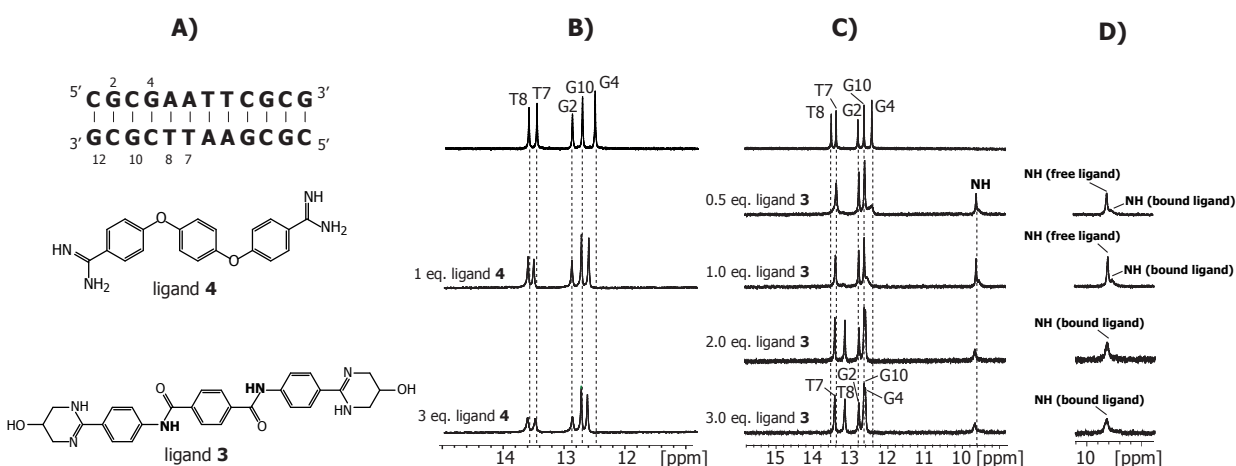 A)
2 4
5′ CGCGAATTCGCG 3′
3′ GCGCTTAAGCGC 5′
12 10 8 7
NH
O
NH2
HN
O
NH2
ligand 4
NH
HO
N
O
NH
O
HN
N
OH
HN
ligand 3
B)
T8 T7 G2 G10 G4
1 eq. ligand 4
3 eq. ligand 4
14 13 12 [ppm]
C)
T8 T7 G2 G10 G4
0.5 eq. ligand 3
NH
1.0 eq. ligand 3
2.0 eq. ligand 3
T7 T8 G2 G10 G4
3.0 eq. ligand 3
15 14 13 12 11 10 [ppm]
D)
NH (free ligand)
NH (bound ligand)
NH (free ligand)
NH (bound ligand)
NH (bound ligand)
NH (bound ligand)
10 [ppm]